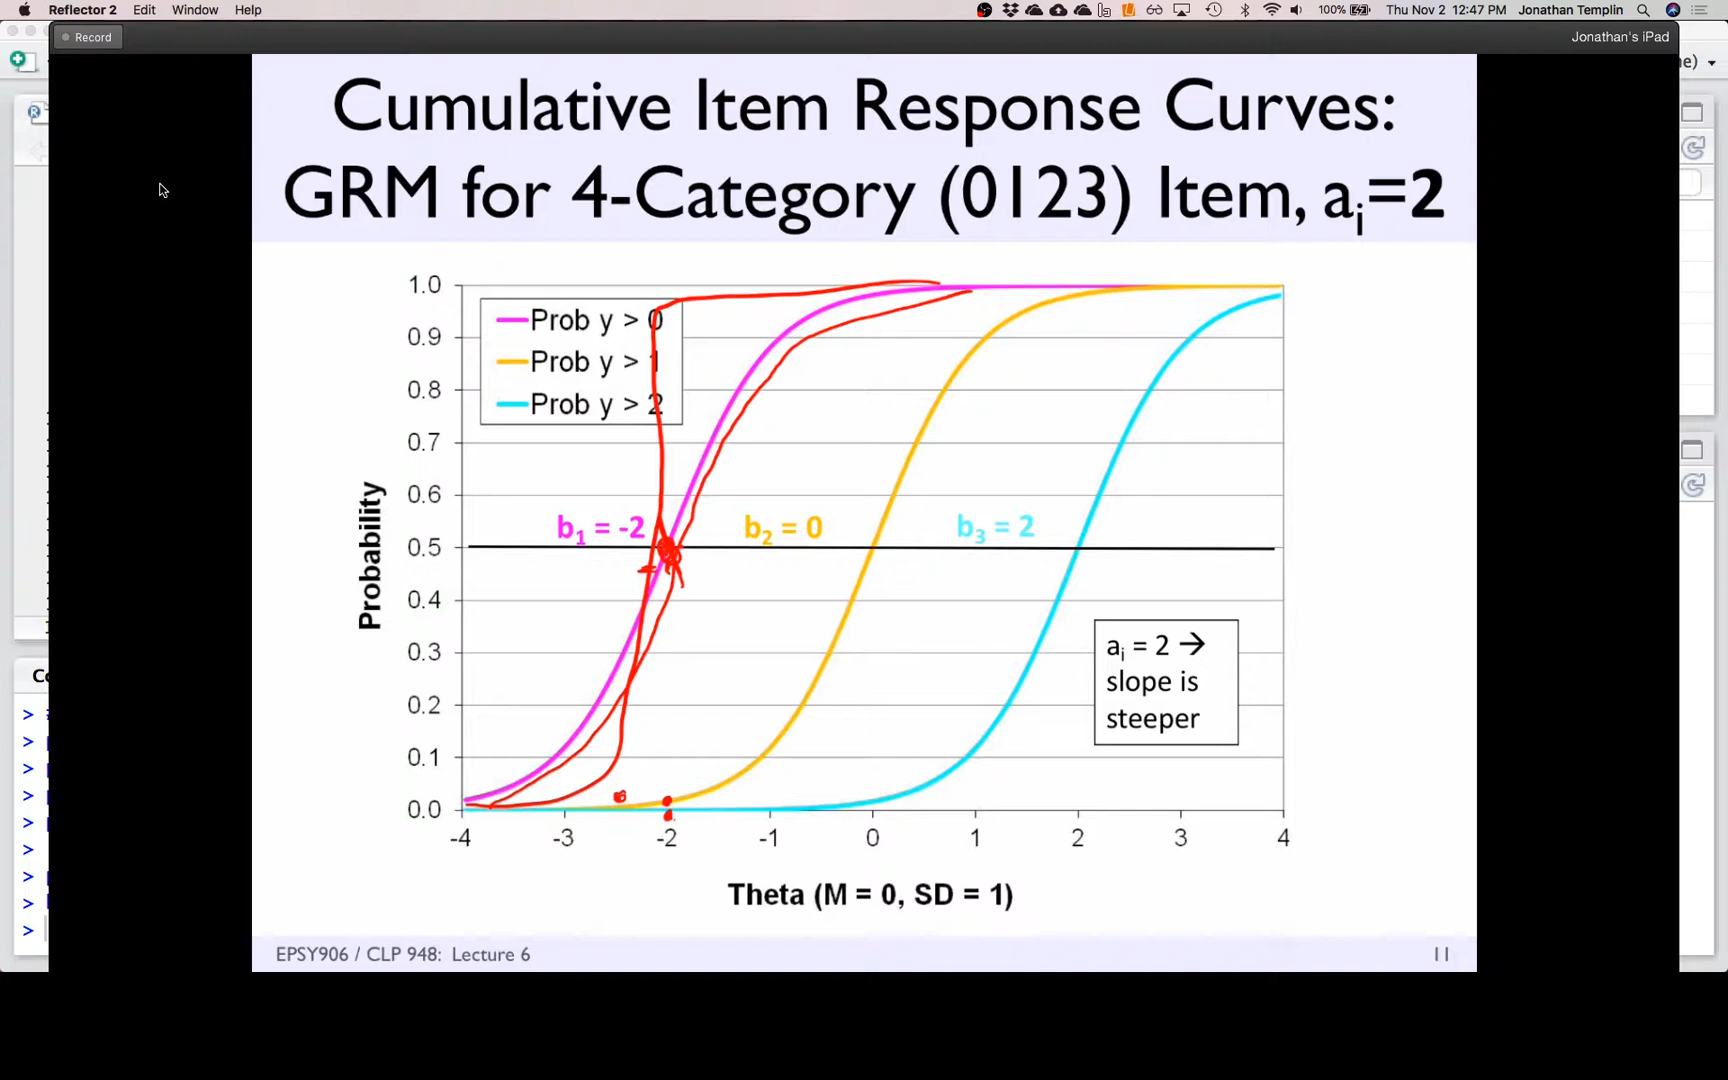 Reflector 2 Edit Window Help
100% Thu Nov 2 12:47 PM Jonathan Templin
Record
Jonathan's iPad
Cumulative Item Response Curves:
GRM for 4-Category (0123) Item, ai=2
1.0
0.9
0.8
0.7
0.6
0.5
0.4
0.3
0.2
0.1
0.0
Probability
Prob y > 0
Prob y > 1
Prob y > 2
b1 = -2
b2 = 0
b3 = 2
ai = 2 →
slope is
steeper
-4 -3 -2 -1 0 1 2 3 4
Theta (M = 0, SD = 1)
EPSY906 / CLP 948: Lecture 6
11
>
>
>
>
>
>
>
>
>